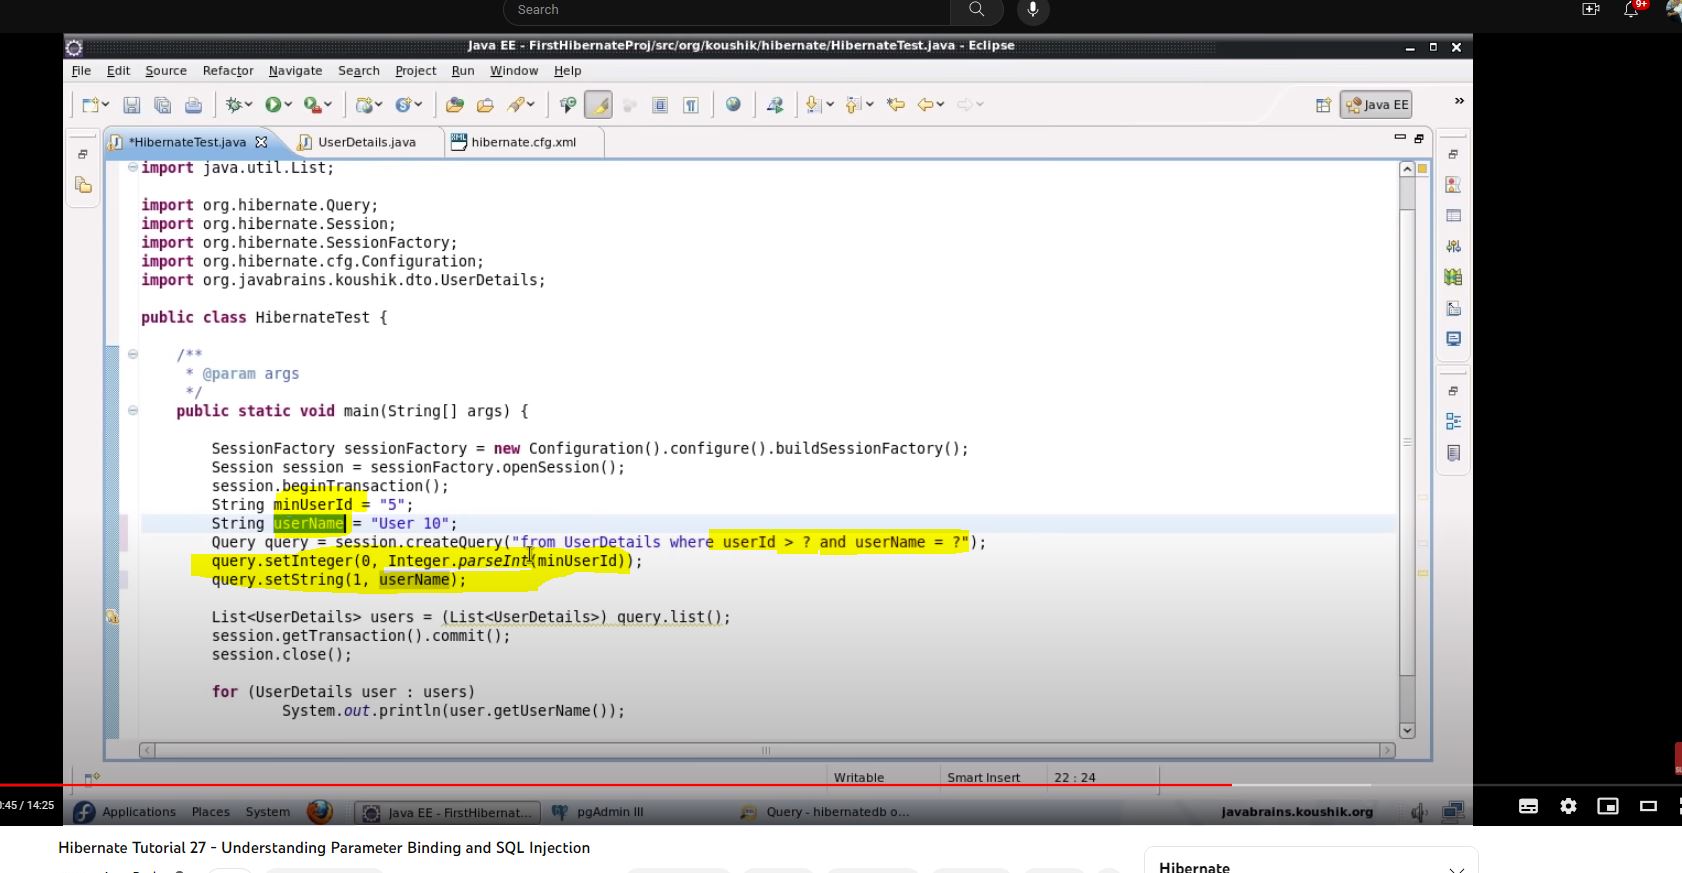 Search
9+
Java EE - FirstHibernateProj/src/org/koushik/hibernate/HibernateTest.java - Eclipse
File Edit Source Refactor Navigate Search Project Run Window Help
Java EE
*HibernateTest.java UserDetails.java hibernate.cfg.xml
import java.util.List;
import org.hibernate.Query;
import org.hibernate.Session;
import org.hibernate.SessionFactory;
import org.hibernate.cfg.Configuration;
import org.javabrains.koushik.dto.UserDetails;
public class HibernateTest {
/**
* @param args
*/
public static void main(String[] args) {
SessionFactory sessionFactory = new Configuration().configure().buildSessionFactory();
Session session = sessionFactory.openSession();
session.beginTransaction();
String minUserId = "5";
String userName = "User 10";
Query query = session.createQuery("from UserDetails where userId > ? and userName = ?");
query.setInteger(0, Integer.parseInt(minUserId));
query.setString(1, userName);
List<UserDetails> users = (List<UserDetails>) query.list();
session.getTransaction().commit();
session.close();
for (UserDetails user : users)
System.out.println(user.getUserName());
Writable Smart Insert 22 : 24
Applications Places System Java EE - FirstHibernat... pgAdmin III Query - hibernatedb o... javabrains.koushik.org
:45 / 14:25
Hibernate Tutorial 27 - Understanding Parameter Binding and SQL Injection
Hibernate